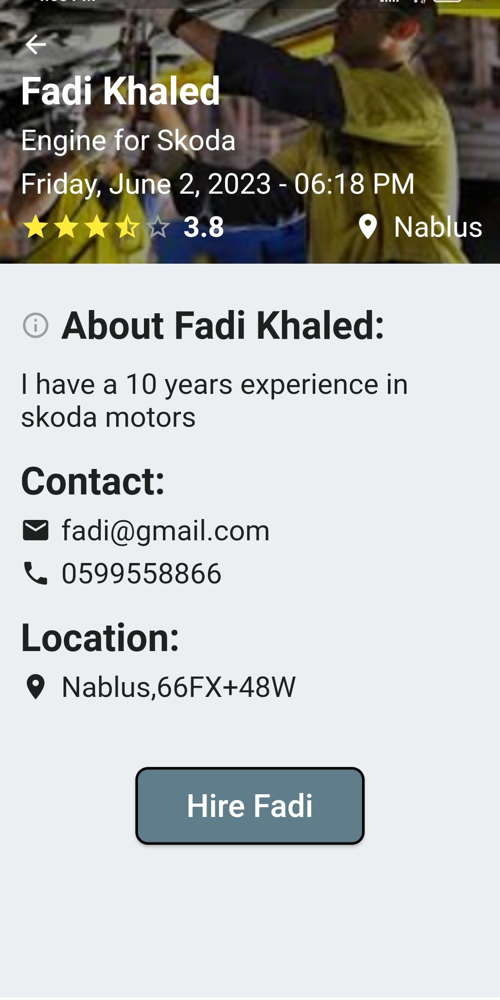 Fadi Khaled
Engine for Skoda
Friday, June 2, 2023 - 06:18 PM
3.8
Nablus
About Fadi Khaled:
I have a 10 years experience in
skoda motors
Contact:
fadi@gmail.com
0599558866
Location:
Nablus,66FX+48W
Hire Fadi